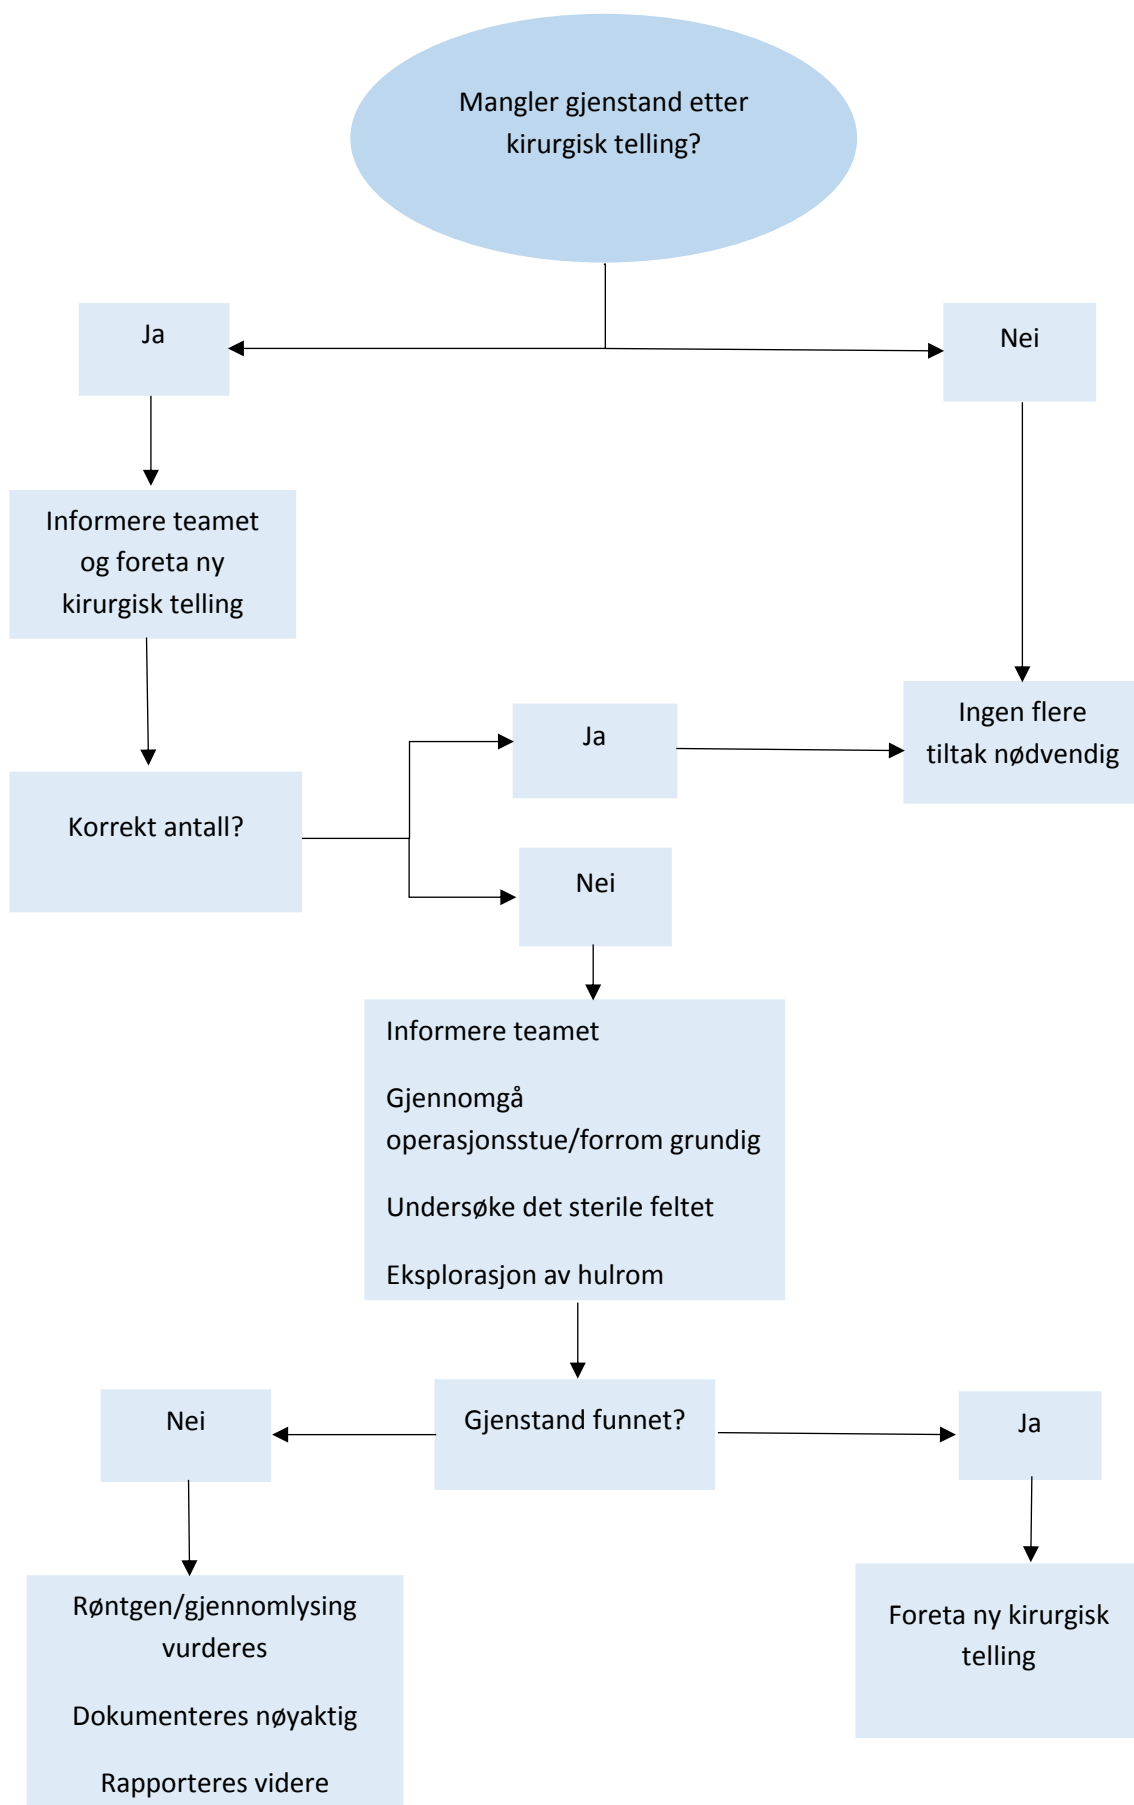 Mangler gjenstand etter
kirurgisk telling?
Ja
Nei
Informere teamet
og foreta ny
kirurgisk telling
Ingen flere
tiltak nødvendig
Ja
Korrekt antall?
Nei
Informere teamet
Gjennomgå
operasjonsstue/forrom grundig
Undersøke det sterile feltet
Eksplorasjon av hulrom
Nei
Gjenstand funnet?
Ja
Røntgen/gjennomlysing
vurderes
Dokumenteres nøyaktig
Rapporteres videre
Foreta ny kirurgisk
telling